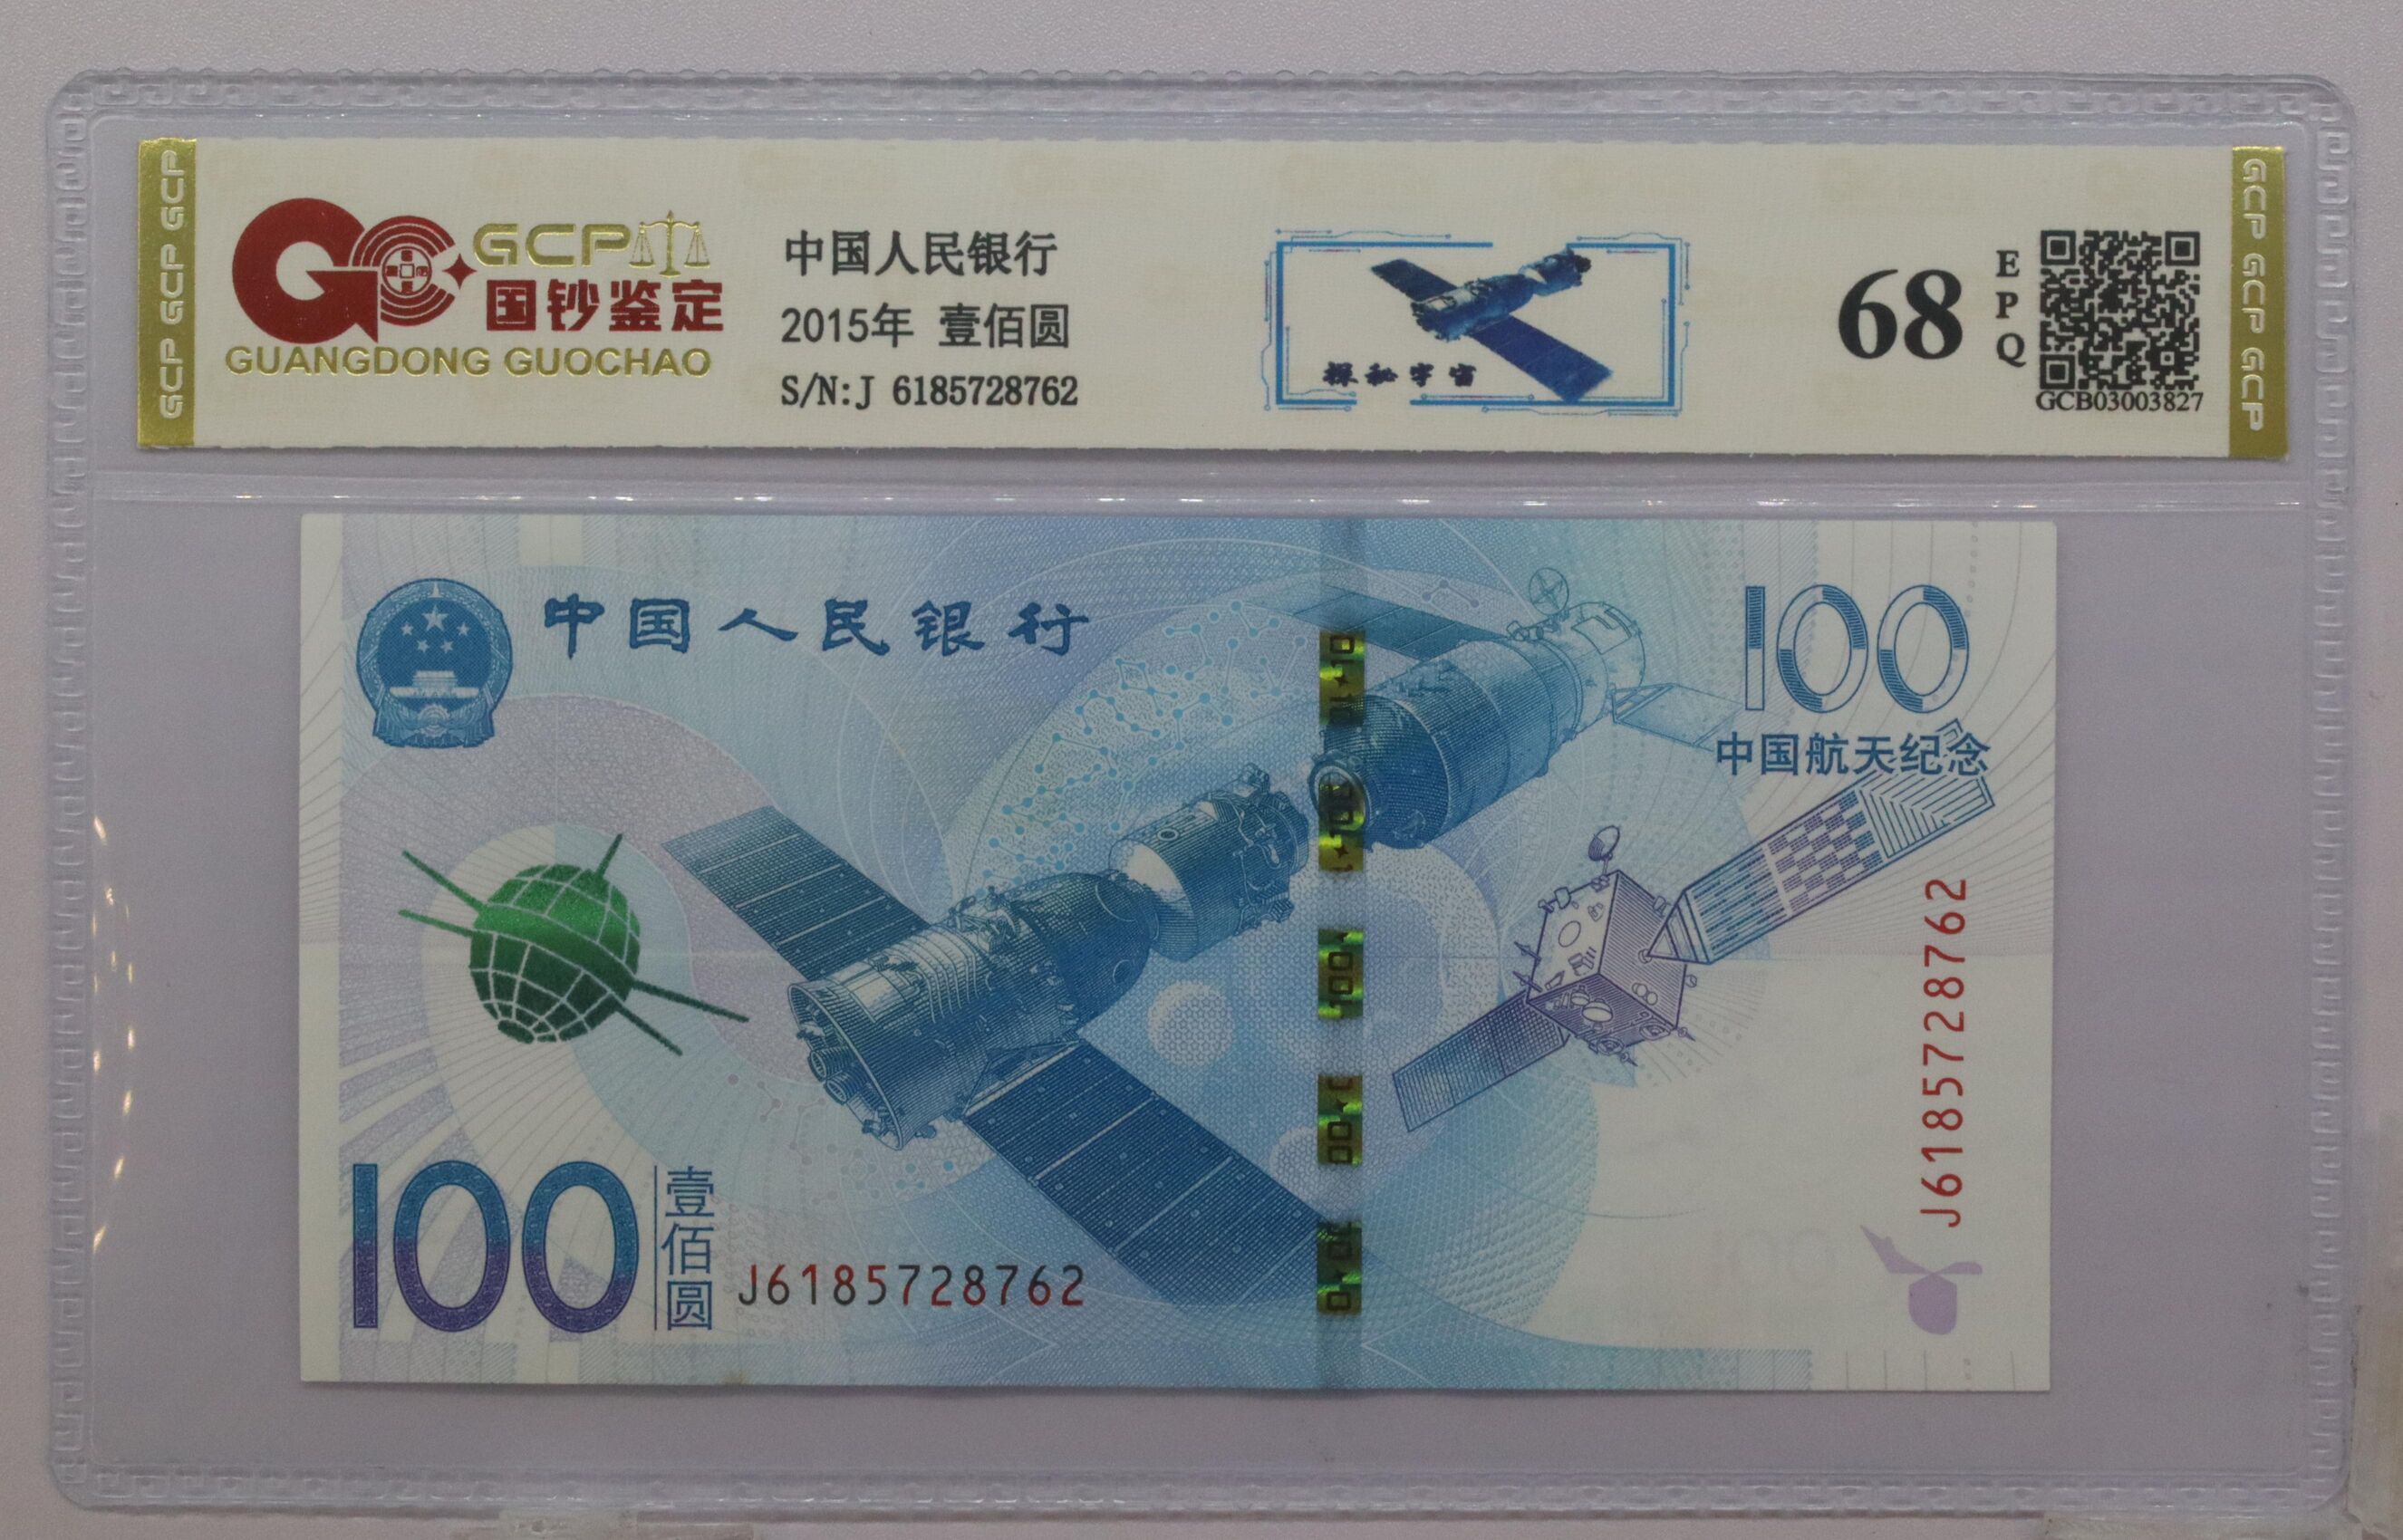 GCP GCP GCP
GCP
国钞鉴定
GUANGDONG GUOCHAO
中国人民银行
2015年 壹佰圆
S/N:J 6185728762
探秘宇宙
68
EPQ
GCB03003827
GCP GCP GCP
中国人民银行
100
中国航天纪念
J6185728762
100
壹佰圆
J6185728762